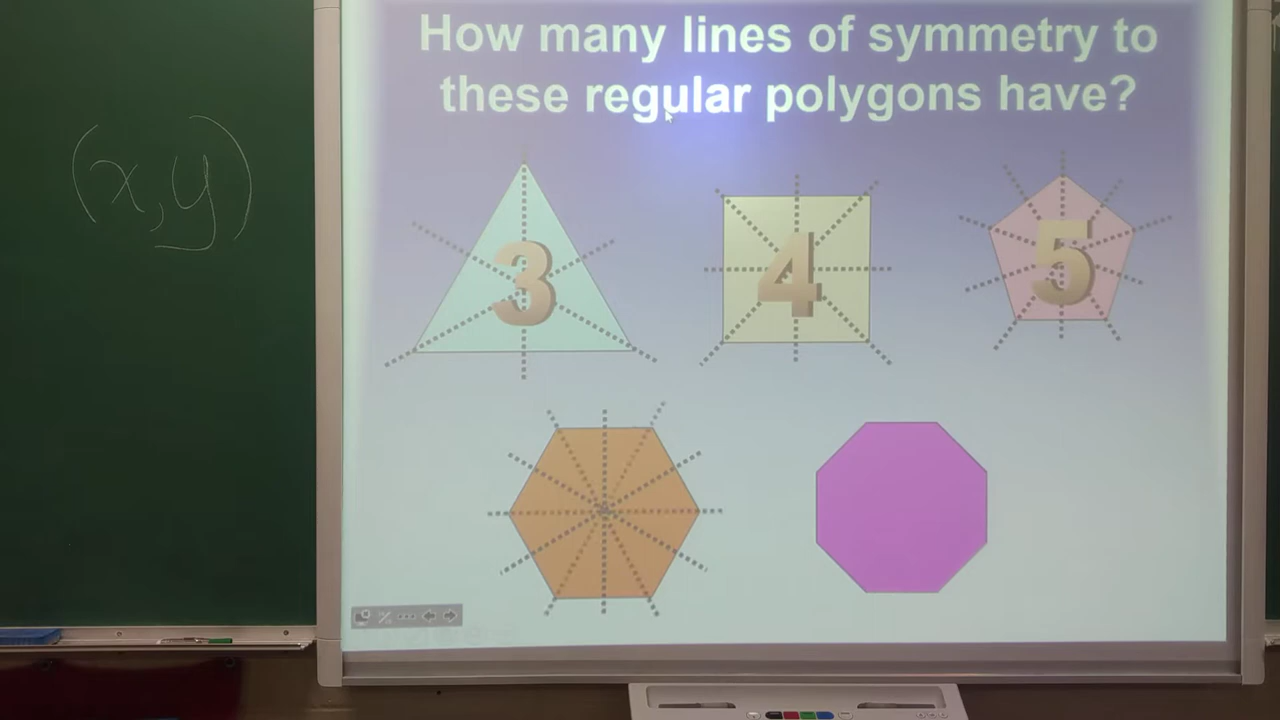 (x,y)
How many lines of symmetry to
these regular polygons have?
3
4
5